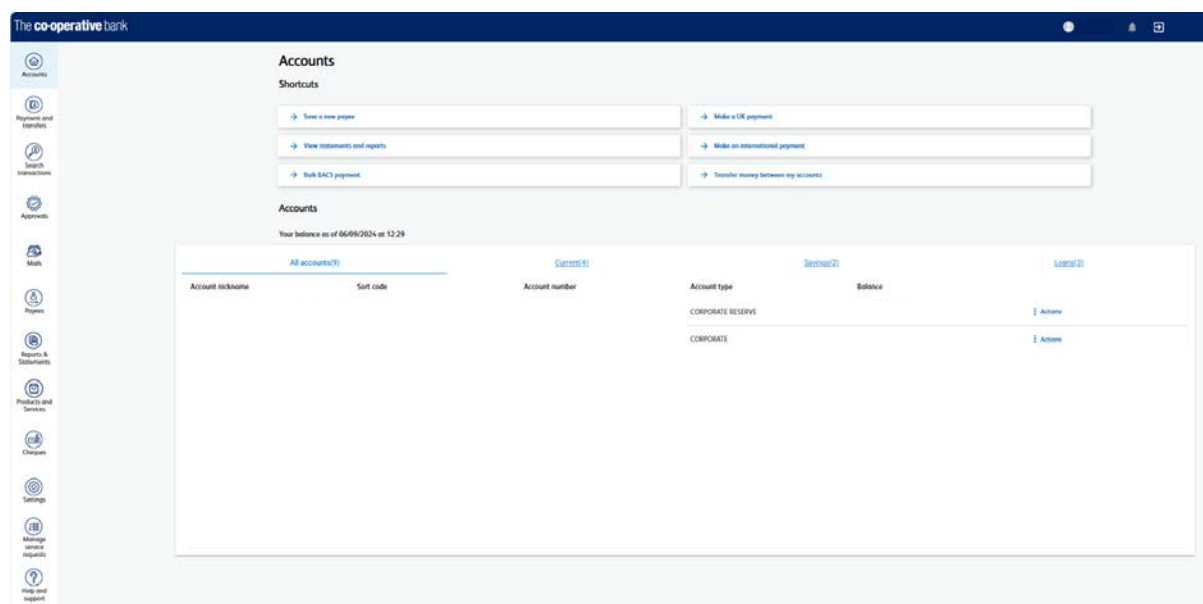 The co-operative bank
Accounts
Payment and
transfers
Search
transactions
Approvals
Mails
Payees
Reports &
Statements
Products and
Services
Cheques
Settings
Manage
service
requests
Help and
support
Accounts
Shortcuts
Save a new payee
Make a UK payment
View statements and reports
Make an international payment
Bulk BACS payment
Transfer money between my accounts
Accounts
Your balance as of 06/09/2024 at 12:29
All accounts(9) Current(4) Savings(2) Loans(3)
Account nickname Sort code Account number Account type Balance
CORPORATE RESERVE Actions
CORPORATE Actions